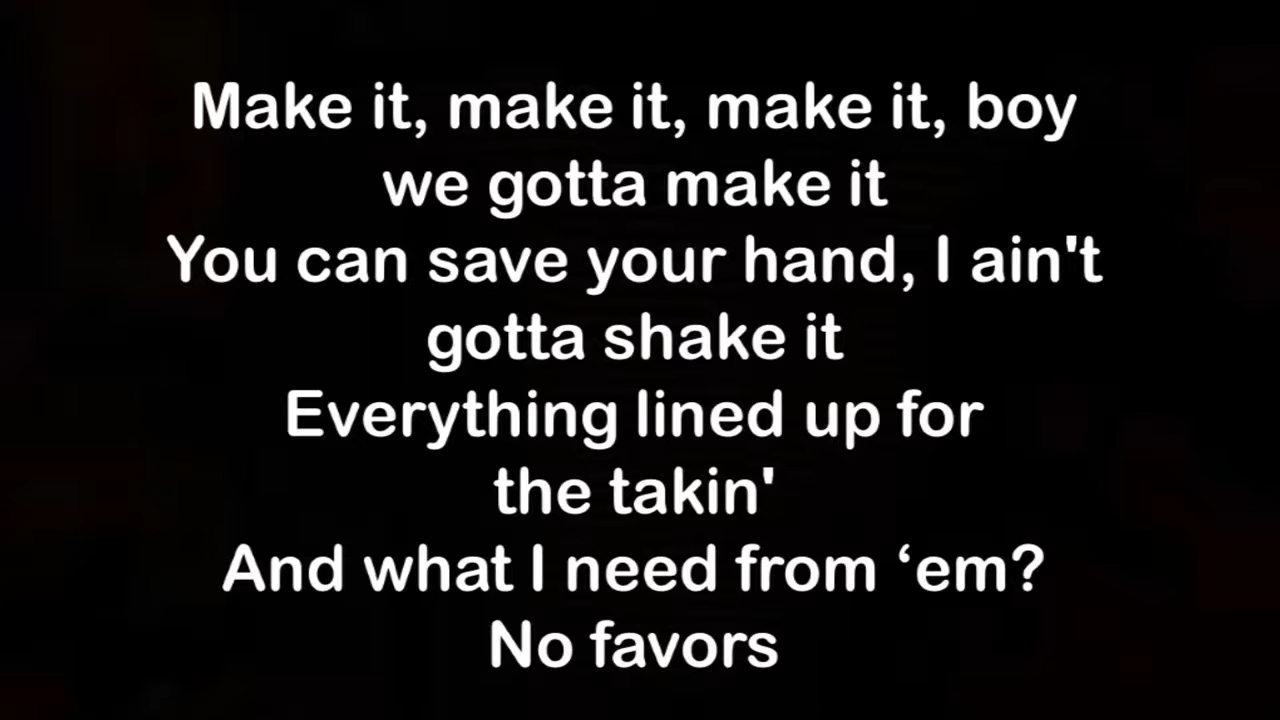 Make it, make it, make it, boy
we gotta make it
You can save your hand, I ain't
gotta shake it
Everything lined up for
the takin'
And what I need from ‘em?
No favors